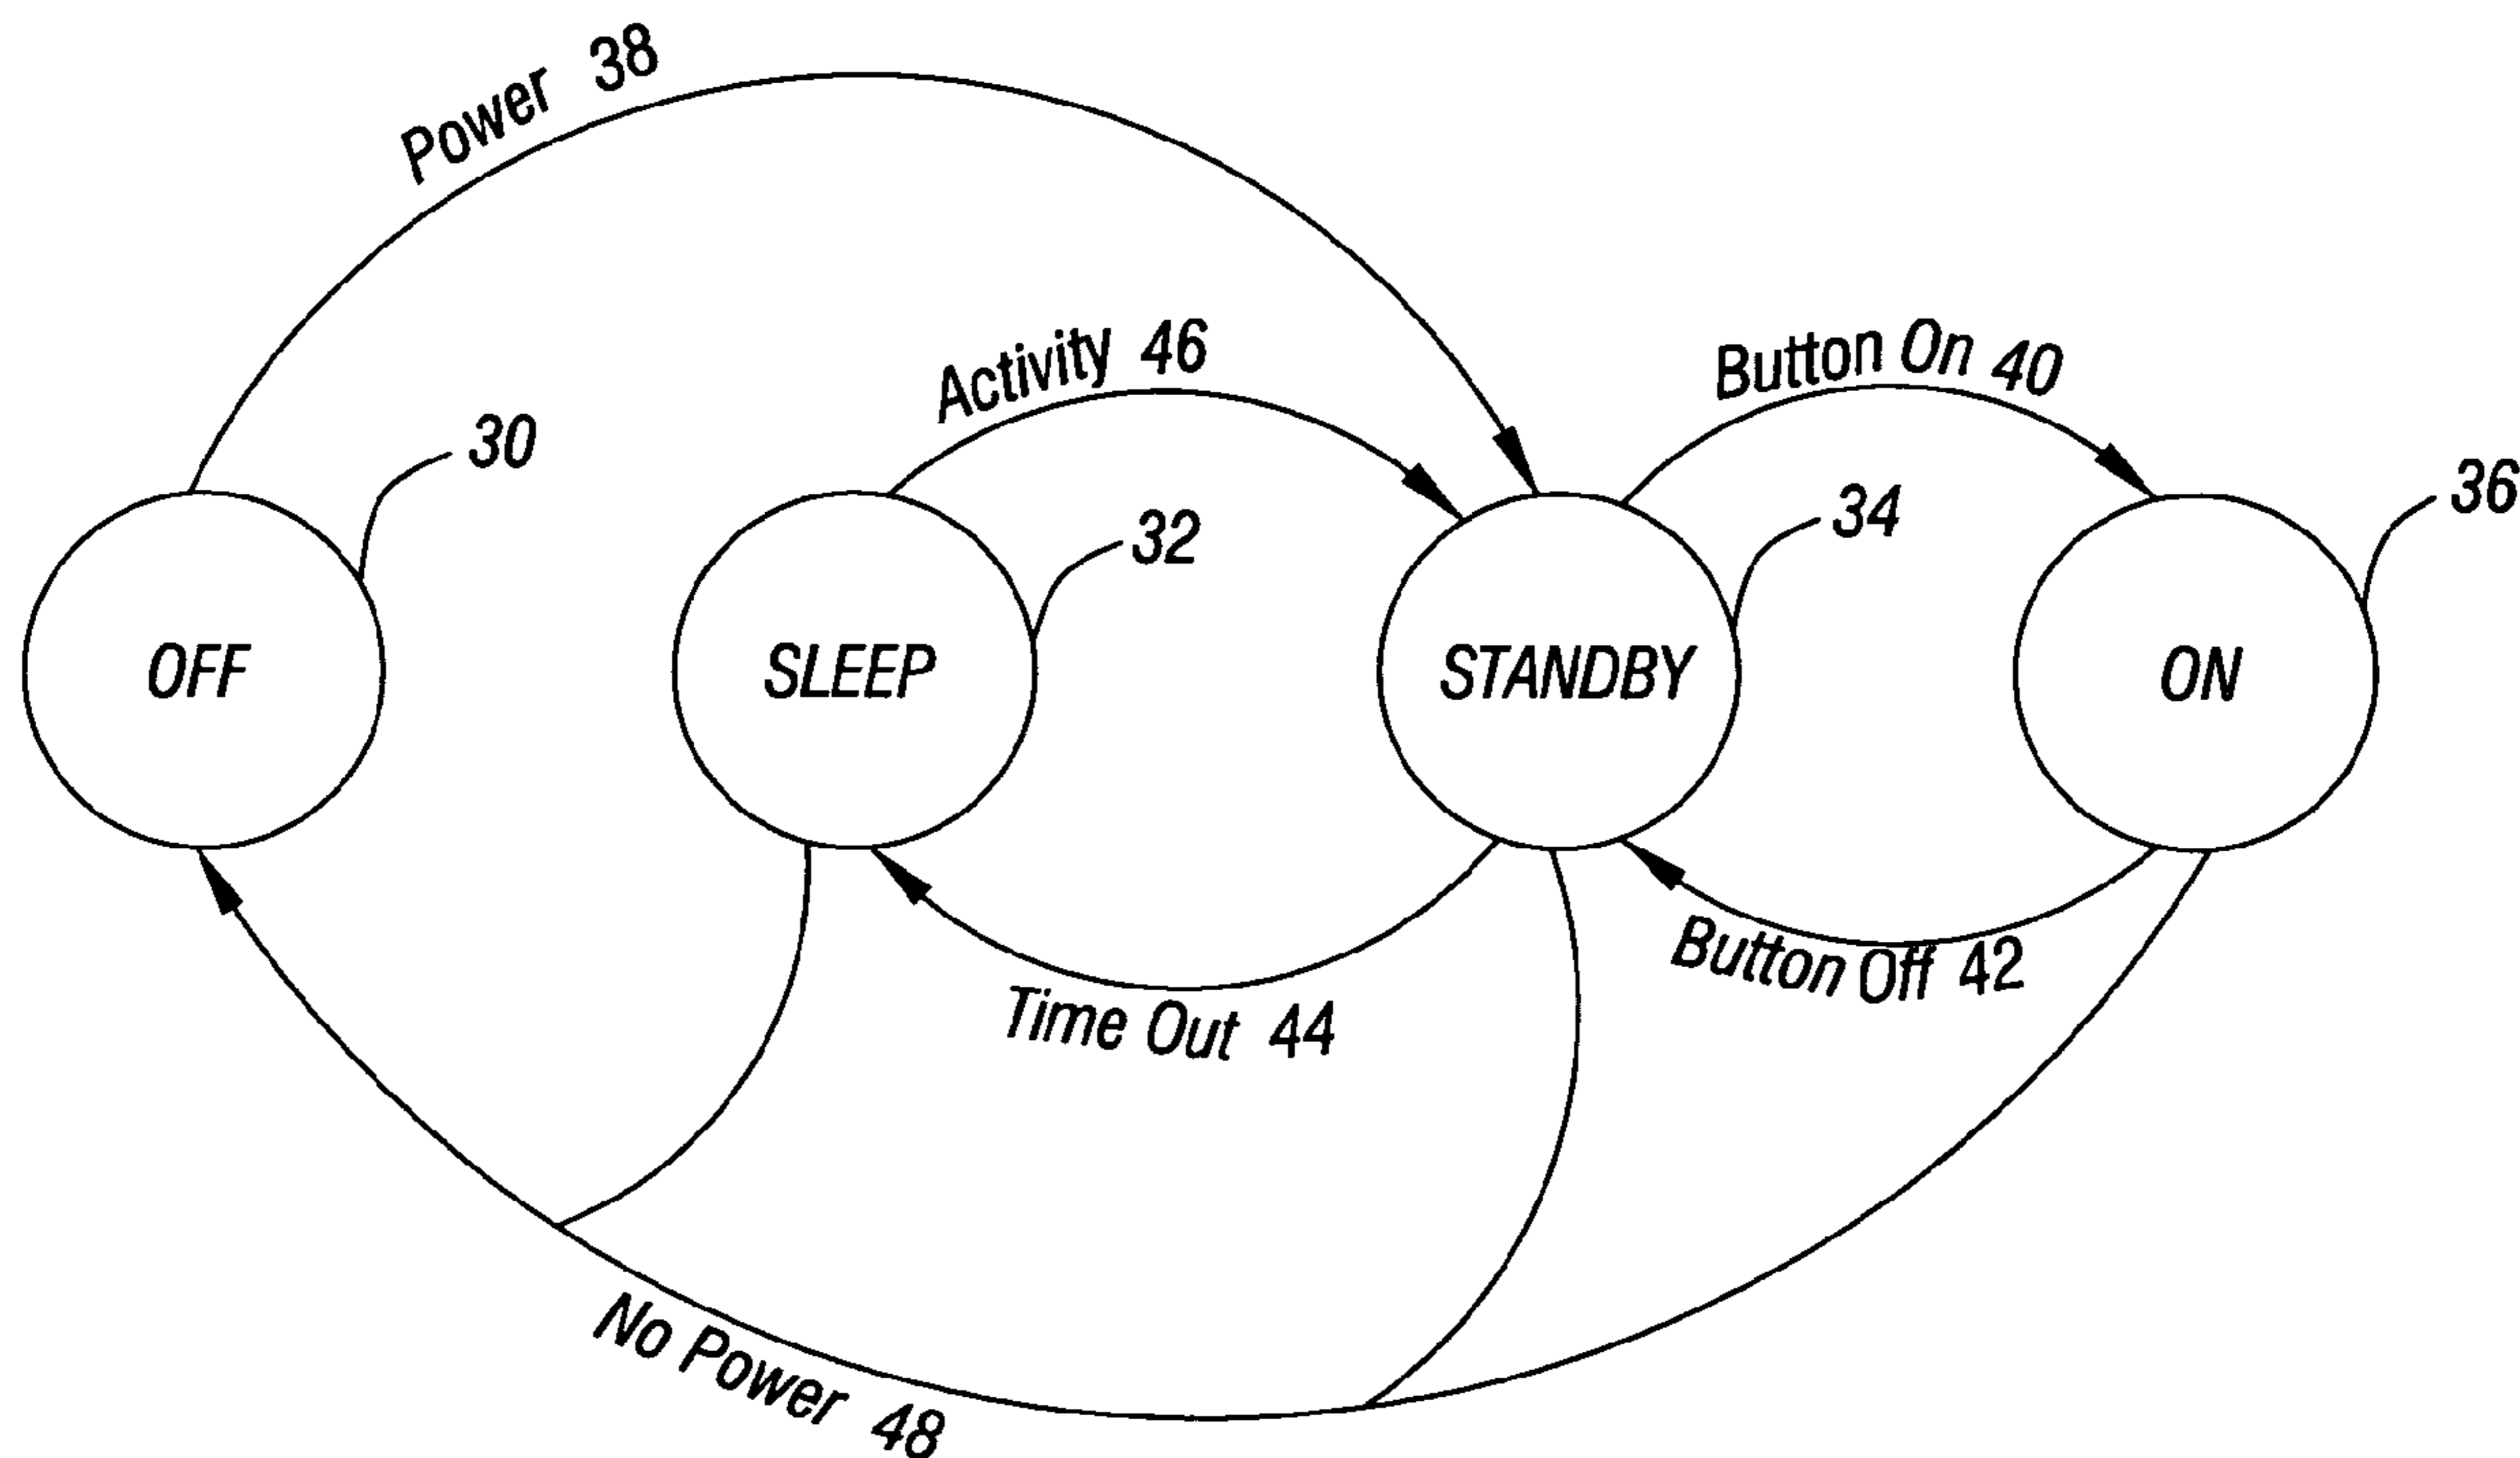 Power 38
Activity 46
Button On 40
30
32
34
36
OFF
SLEEP
STANDBY
ON
Button Off 42
Time Out 44
No Power 48